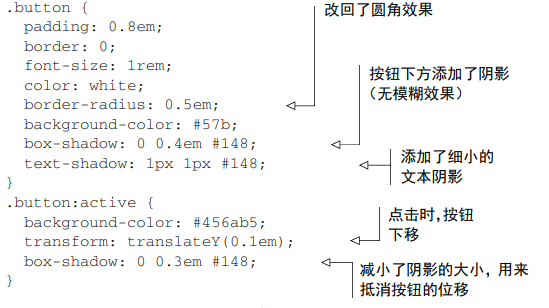 .button {
  padding: 0.8em;
  border: 0;
  font-size: 1rem;
  color: white;
  border-radius: 0.5em;
  background-color: #57b;
  box-shadow: 0 0.4em #148;
  text-shadow: 1px 1px #148;
}
.button:active {
  background-color: #456ab5;
  transform: translateY(0.1em);
  box-shadow: 0 0.3em #148;
}
改回了圆角效果
按钮下方添加了阴影
（无模糊效果）
添加了细小的
文本阴影
点击时,按钮
下移
减小了阴影的大小，用来
抵消按钮的位移